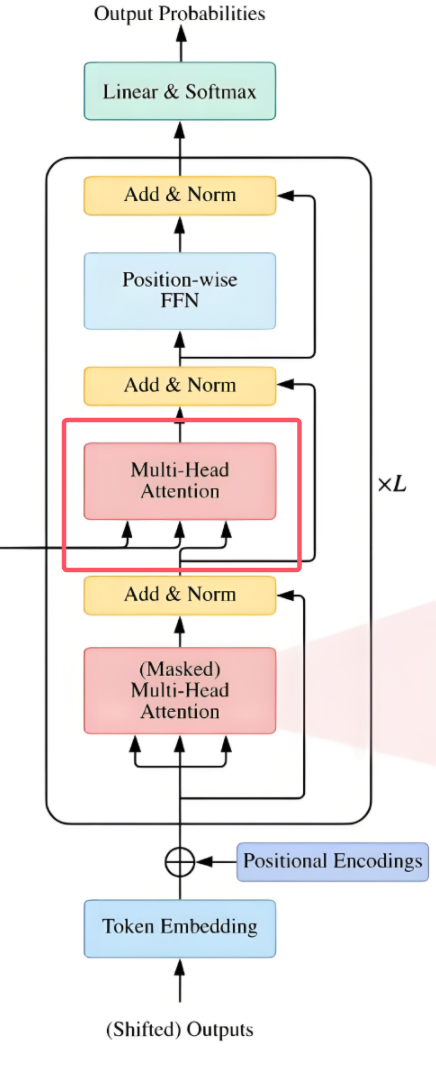 Output Probabilities
Linear & Softmax
Add & Norm
Position-wise
FFN
Add & Norm
Multi-Head
Attention
×L
Add & Norm
(Masked)
Multi-Head
Attention
Positional Encodings
Token Embedding
(Shifted) Outputs